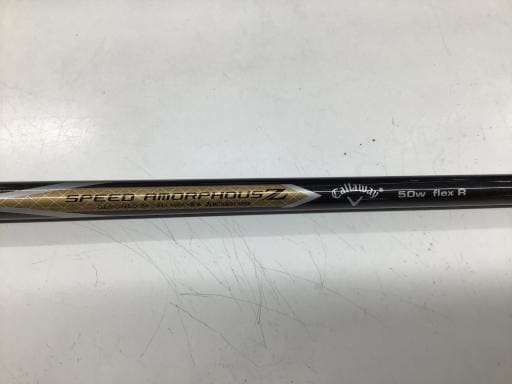 SPEED AMORPHOUS Z
Callaway® 50w flex R